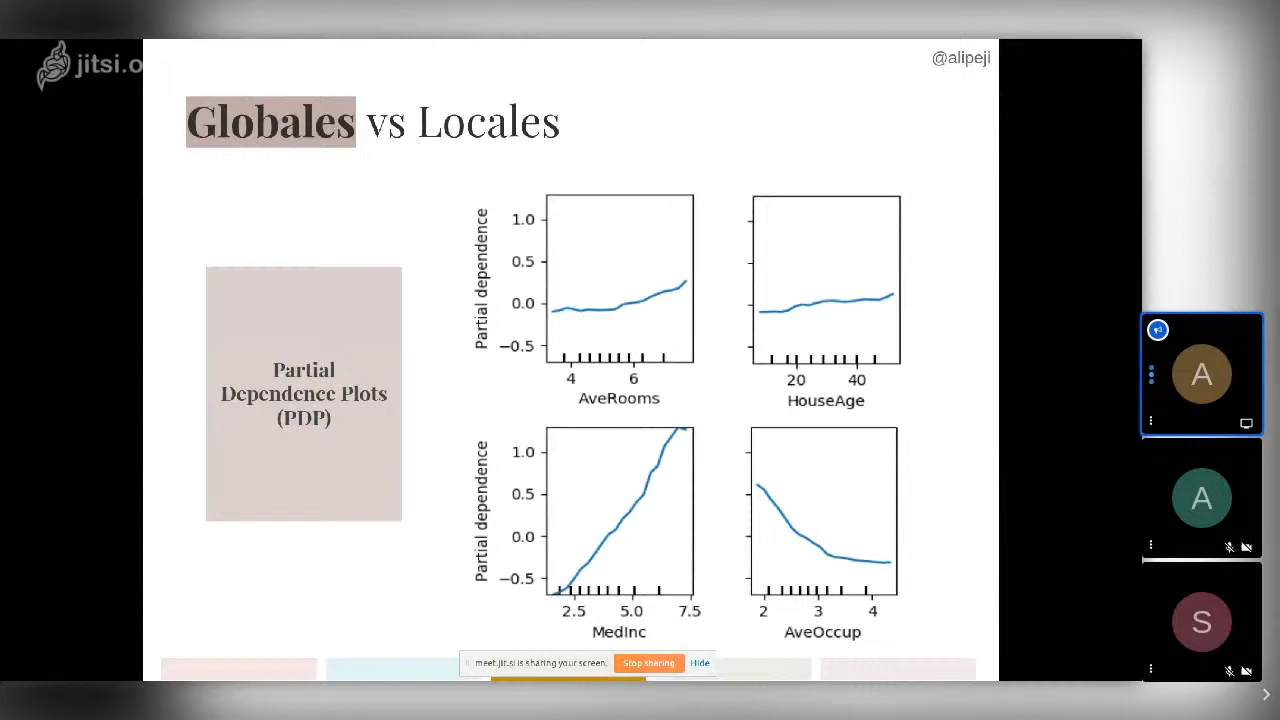 jitsi.o
@alipeji
Globales vs Locales
Partial
Dependence Plots
(PDP)
Partial dependence
1.0
0.5
0.0
−0.5
4
6
AveRooms
20
40
HouseAge
Partial dependence
1.0
0.5
0.0
−0.5
2.5
5.0
7.5
MedInc
2
3
4
AveOccup
meet.jit.si is sharing your screen.
Stop sharing
Hide
A
A
S